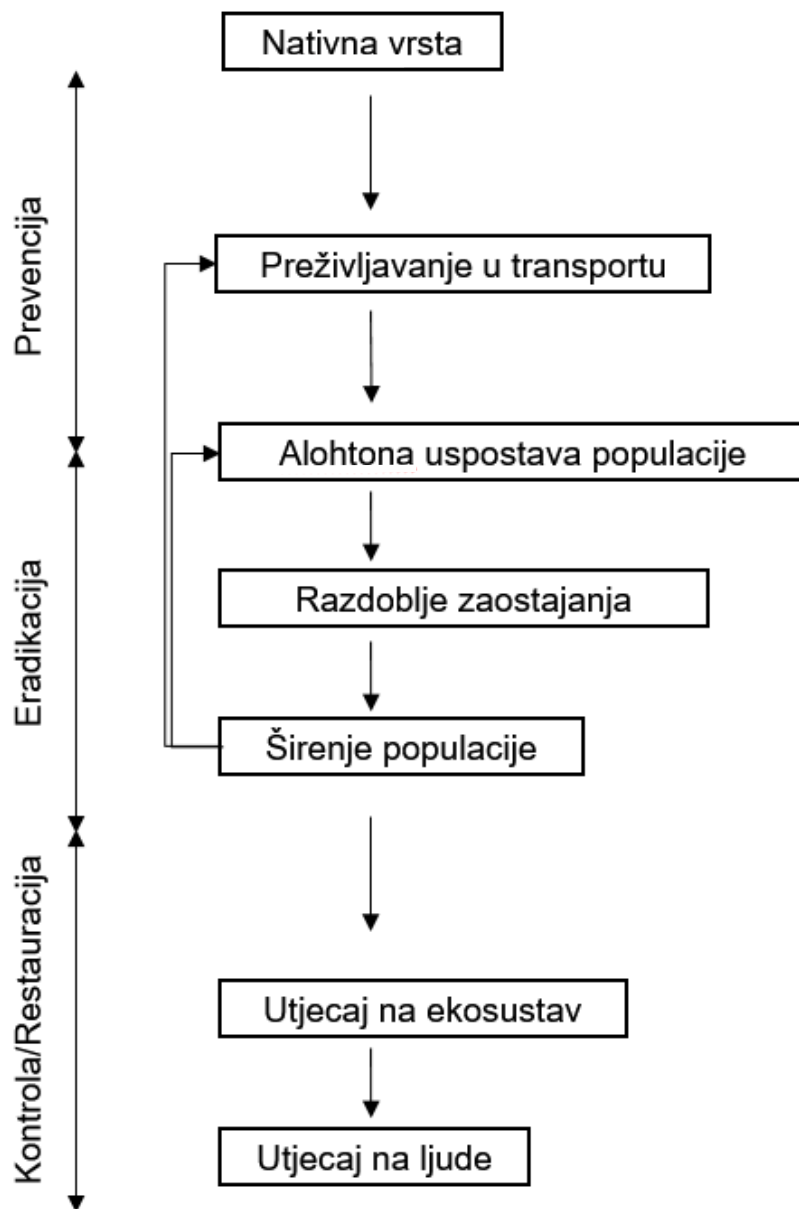 Nativna vrsta
Prevencija
Preživljavanje u transportu
Alohtona uspostava populacije
Eradikacija
Razdoblje zaostajanja
Širenje populacije
Kontrola/Restauracija
Utjecaj na ekosustav
Utjecaj na ljude